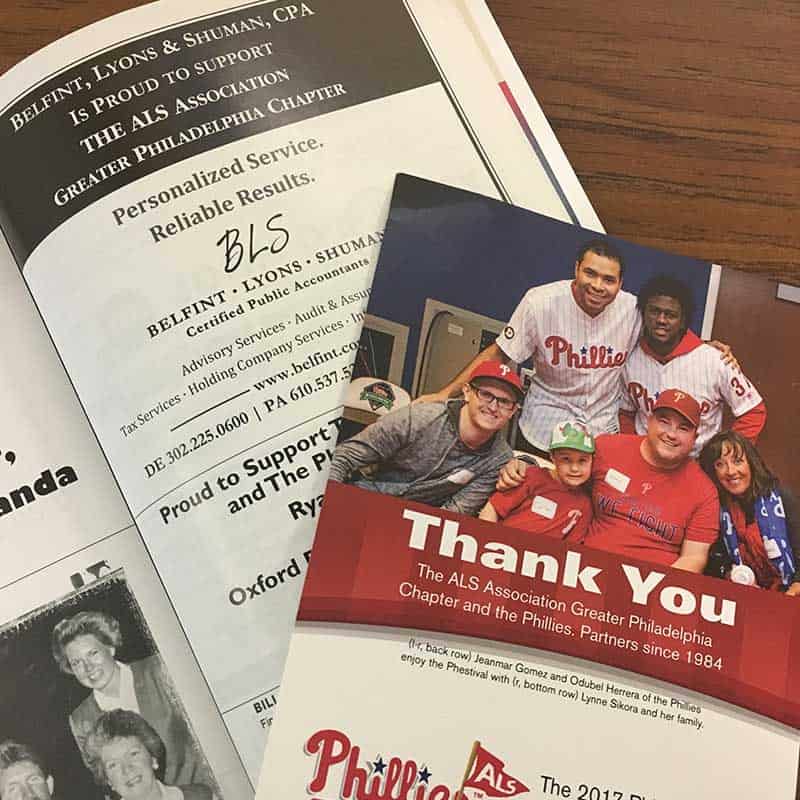 BELFINT, LYONS & SHUMAN, CPA
IS PROUD TO SUPPORT
THE ALS ASSOCIATION
GREATER PHILADELPHIA CHAPTER
Personalized Service.
Reliable Results.
BLS
BELFINT • LYONS • SHUMAN
Certified Public Accountants
Advisory Services · Audit &
Tax Services · Holding Company Services ·
www.belfint.co
DE 302.225.0600 | PA 610.537.5
Proud to Support
and The
Oxford
anda
BILL
Phillies
Thank You
The ALS Association Greater Philadelphia
Chapter and the Phillies. Partners since 1984
(l-r, back row) Jeanmar Gomez and Odubel Herrera of the Phillies
enjoy the Phestival with (r, bottom row) Lynne Sikora and her family.
WE FIGHT
Phillies
ALS
The 2017